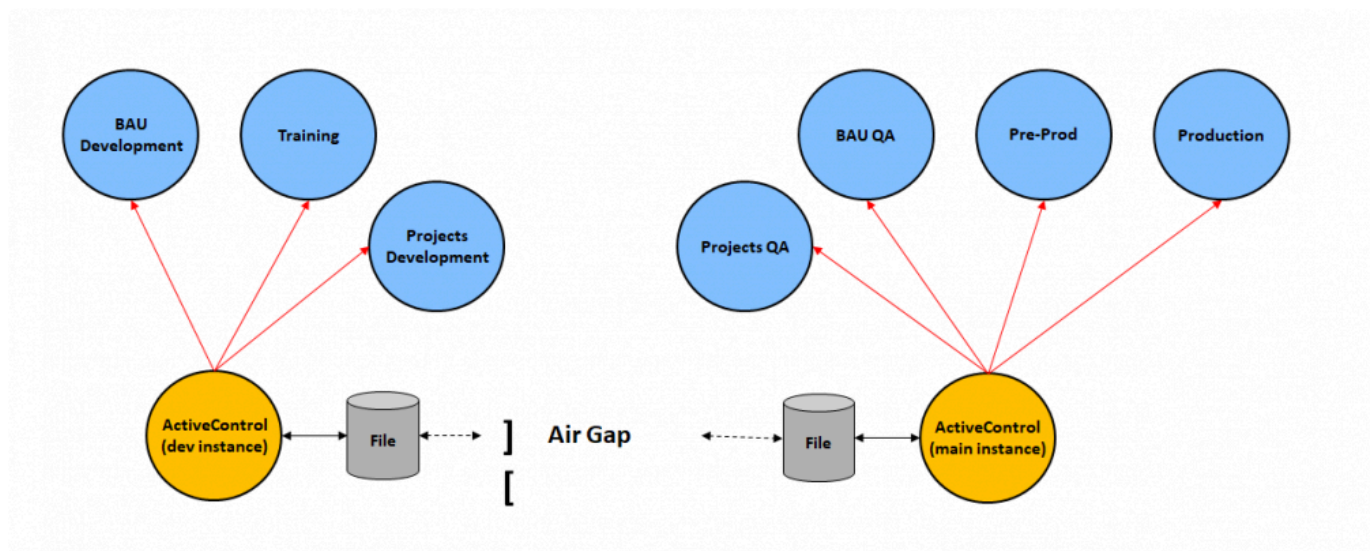 BAU
Development
Training
Projects
Development
BAU QA
Pre-Prod
Production
Projects QA
ActiveControl
(dev instance)
File
]
Air Gap
[
File
ActiveControl
(main instance)